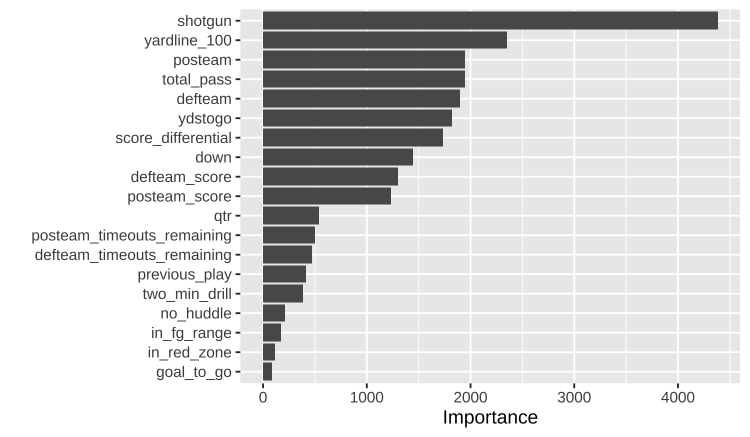 shotgun
yardline_100
posteam
total_pass
defteam
ydstogo
score_differential
down
defteam_score
posteam_score
qtr
posteam_timeouts_remaining
defteam_timeouts_remaining
previous_play
two_min_drill
no_huddle
in_fg_range
in_red_zone
goal_to_go
0 1000 2000 3000 4000
Importance